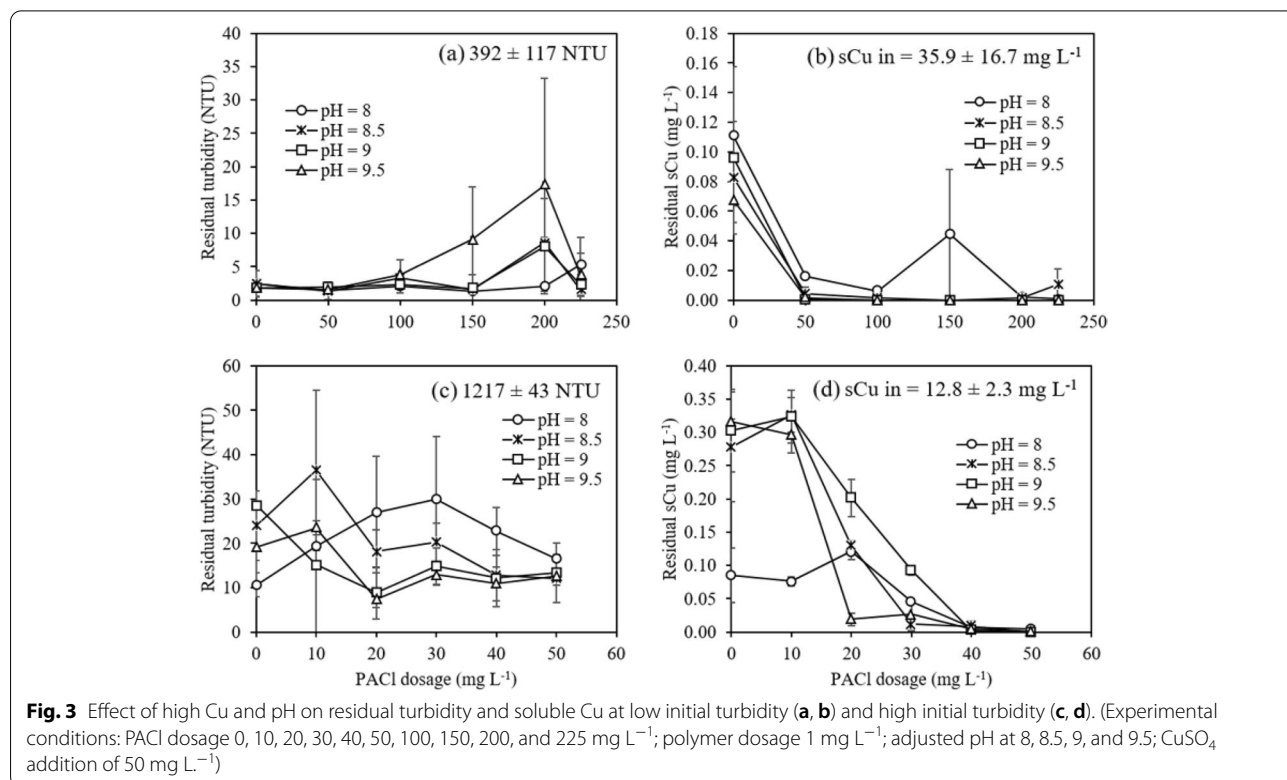 (a) 392 ± 117 NTU
Residual turbidity (NTU)
40
35
30
25
20
15
10
5
0
pH = 8
pH = 8.5
pH = 9
pH = 9.5
0 50 100 150 200 250
(b) sCu in = 35.9 ± 16.7 mg L⁻¹
Residual sCu (mg L⁻¹)
0.18
0.16
0.14
0.12
0.10
0.08
0.06
0.04
0.02
0.00
pH = 8
pH = 8.5
pH = 9
pH = 9.5
0 50 100 150 200 250
(c) 1217 ± 43 NTU
Residual turbidity (NTU)
60
50
40
30
20
10
0
pH = 8
pH = 8.5
pH = 9
pH = 9.5
0 10 20 30 40 50 60
PACl dosage (mg L⁻¹)
(d) sCu in = 12.8 ± 2.3 mg L⁻¹
Residual sCu (mg L⁻¹)
0.40
0.35
0.30
0.25
0.20
0.15
0.10
0.05
0.00
pH = 8
pH = 8.5
pH = 9
pH = 9.5
0 10 20 30 40 50 60
PACl dosage (mg L⁻¹)
Fig. 3 Effect of high Cu and pH on residual turbidity and soluble Cu at low initial turbidity (a, b) and high initial turbidity (c, d). (Experimental
conditions: PACl dosage 0, 10, 20, 30, 40, 50, 100, 150, 200, and 225 mg L⁻¹; polymer dosage 1 mg L⁻¹; adjusted pH at 8, 8.5, 9, and 9.5; CuSO₄
addition of 50 mg L.⁻¹)